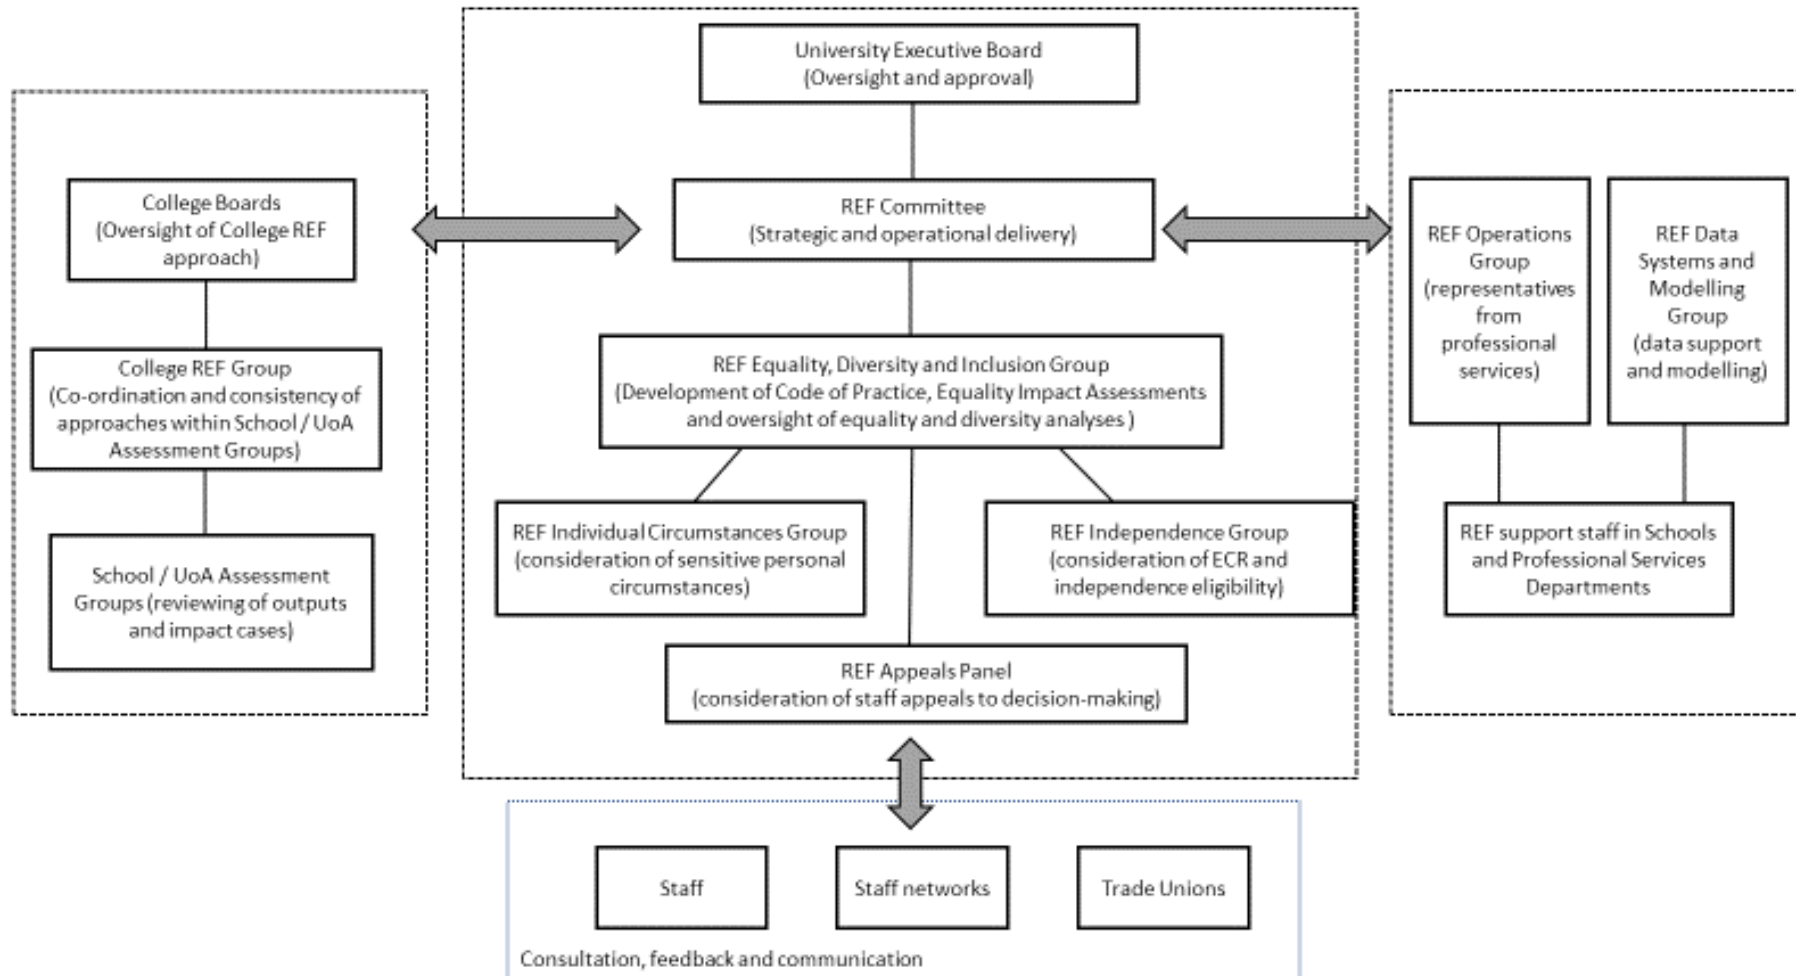 University Executive Board
(Oversight and approval)
College Boards
(Oversight of College REF
approach)
College REF Group
(Co-ordination and consistency of
approaches within School / UoA
Assessment Groups)
School / UoA Assessment
Groups (reviewing of outputs
and impact cases)
REF Committee
(Strategic and operational delivery)
REF Equality, Diversity and Inclusion Group
(Development of Code of Practice, Equality Impact Assessments
and oversight of equality and diversity analyses )
REF Individual Circumstances Group
(consideration of sensitive personal
circumstances)
REF Independence Group
(consideration of ECR and
independence eligibility)
REF Appeals Panel
(consideration of staff appeals to decision-making)
REF Operations
Group
(representatives
from
professional
services)
REF Data
Systems and
Modelling
Group
(data support
and modelling)
REF support staff in Schools
and Professional Services
Departments
Staff
Staff networks
Trade Unions
Consultation, feedback and communication